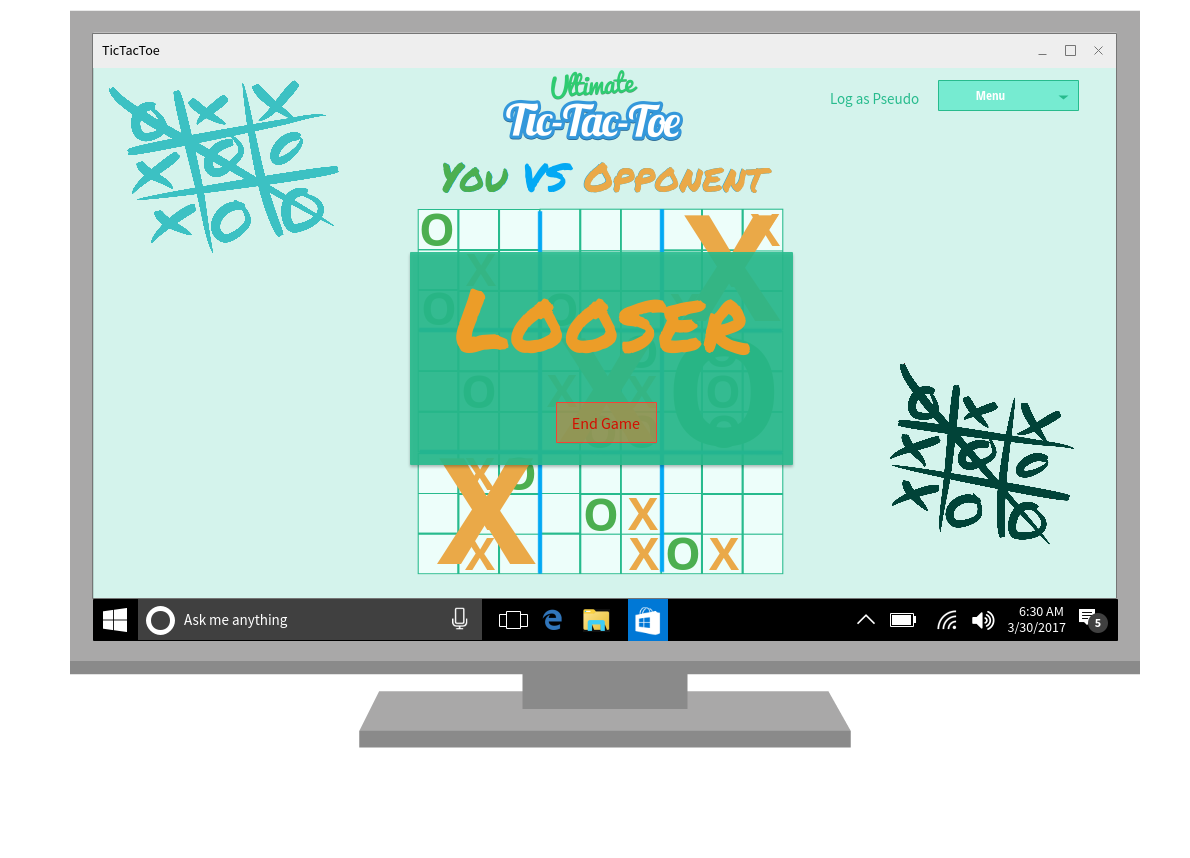 TicTacToe
Ultimate
Tic-Tac-Toe
Log as Pseudo
Menu
You VS Opponent
O X X
X
O O
O
X X O
O X X O
Looser
End Game
X X O
O X
X X O X
Ask me anything
6:30 AM
3/30/2017
5